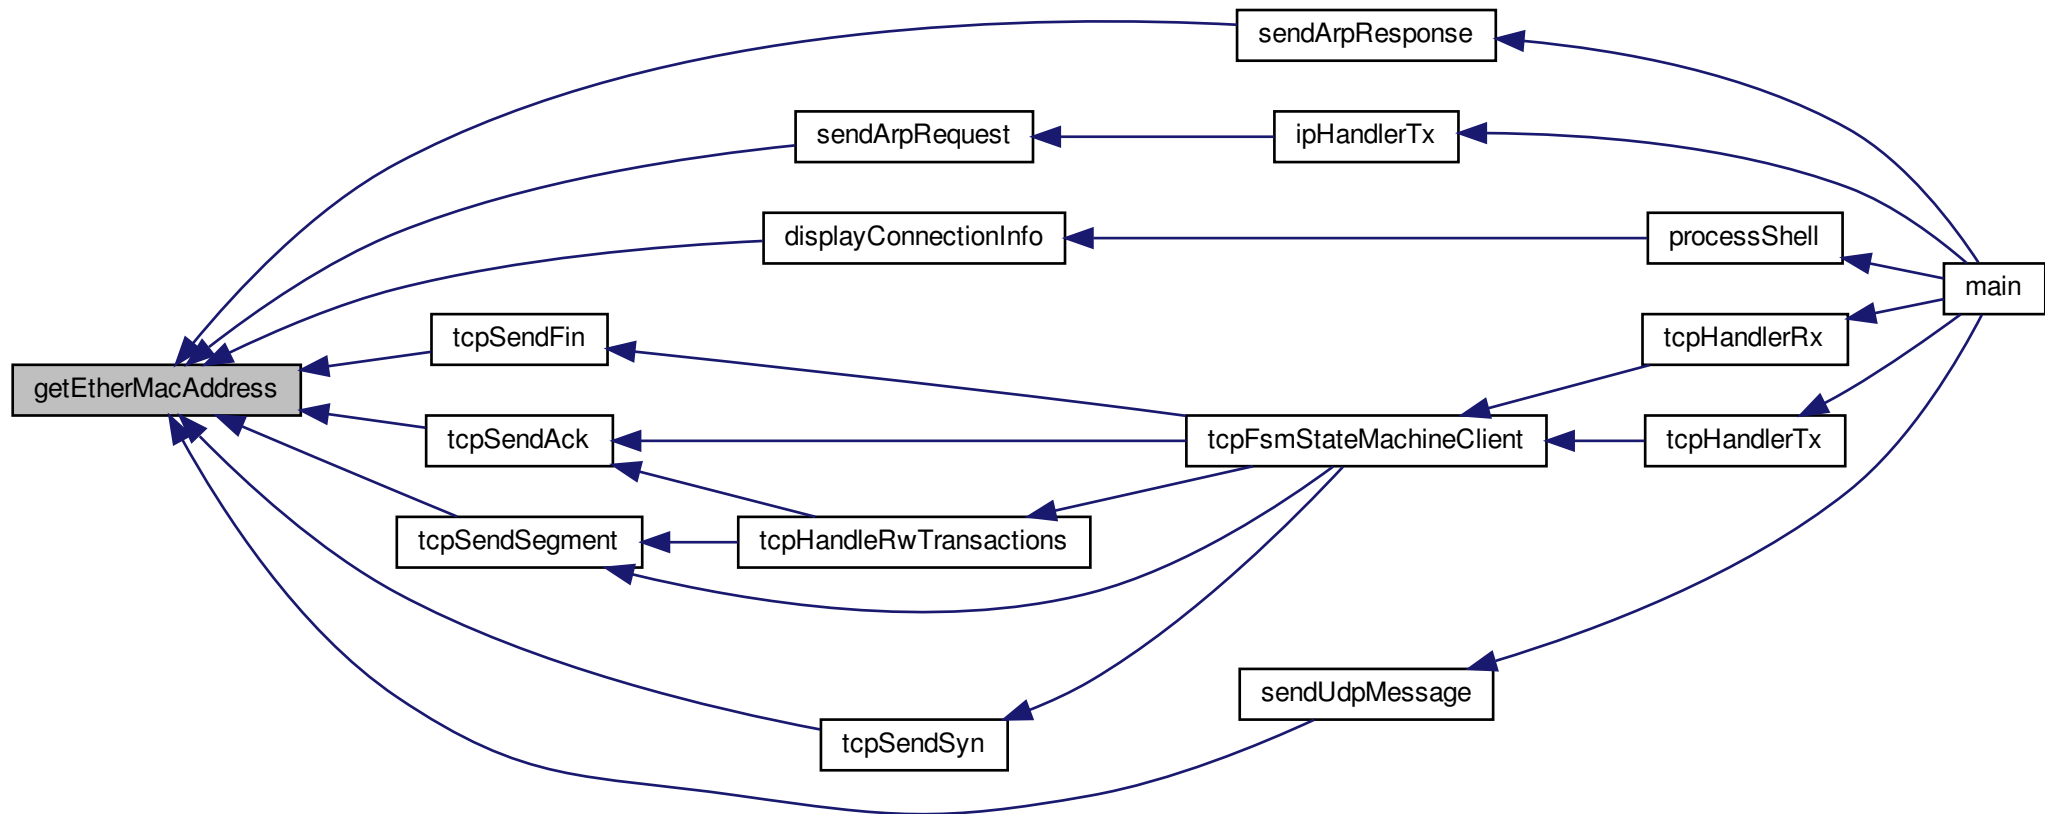 sendArpResponse
sendArpRequest
ipHandlerTx
displayConnectionInfo
processShell
main
tcpSendFin
tcpHandlerRx
getEtherMacAddress
tcpSendAck
tcpFsmStateMachineClient
tcpHandlerTx
tcpSendSegment
tcpHandleRwTransactions
sendUdpMessage
tcpSendSyn